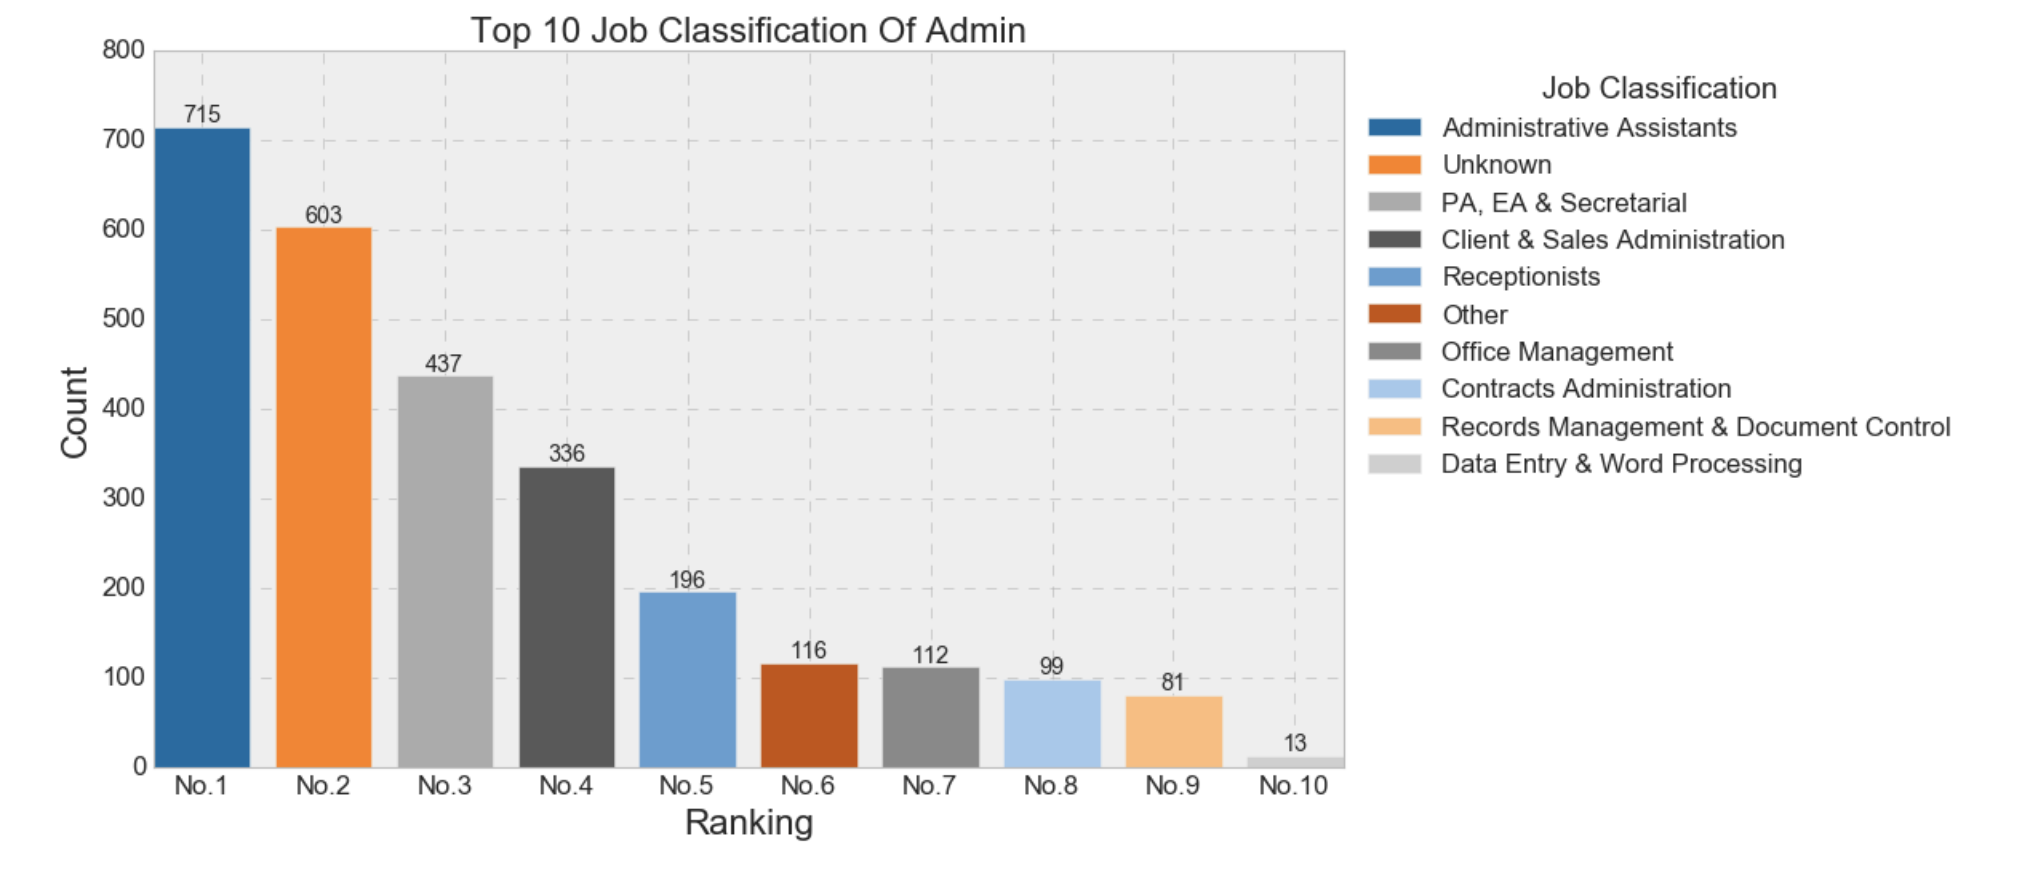 Top 10 Job Classification Of Admin
800
700
600
500
400
300
200
100
0
Count
715
603
437
336
196
116
112
99
81
13
No.1 No.2 No.3 No.4 No.5 No.6 No.7 No.8 No.9 No.10
Ranking
Job Classification
Administrative Assistants
Unknown
PA, EA & Secretarial
Client & Sales Administration
Receptionists
Other
Office Management
Contracts Administration
Records Management & Document Control
Data Entry & Word Processing